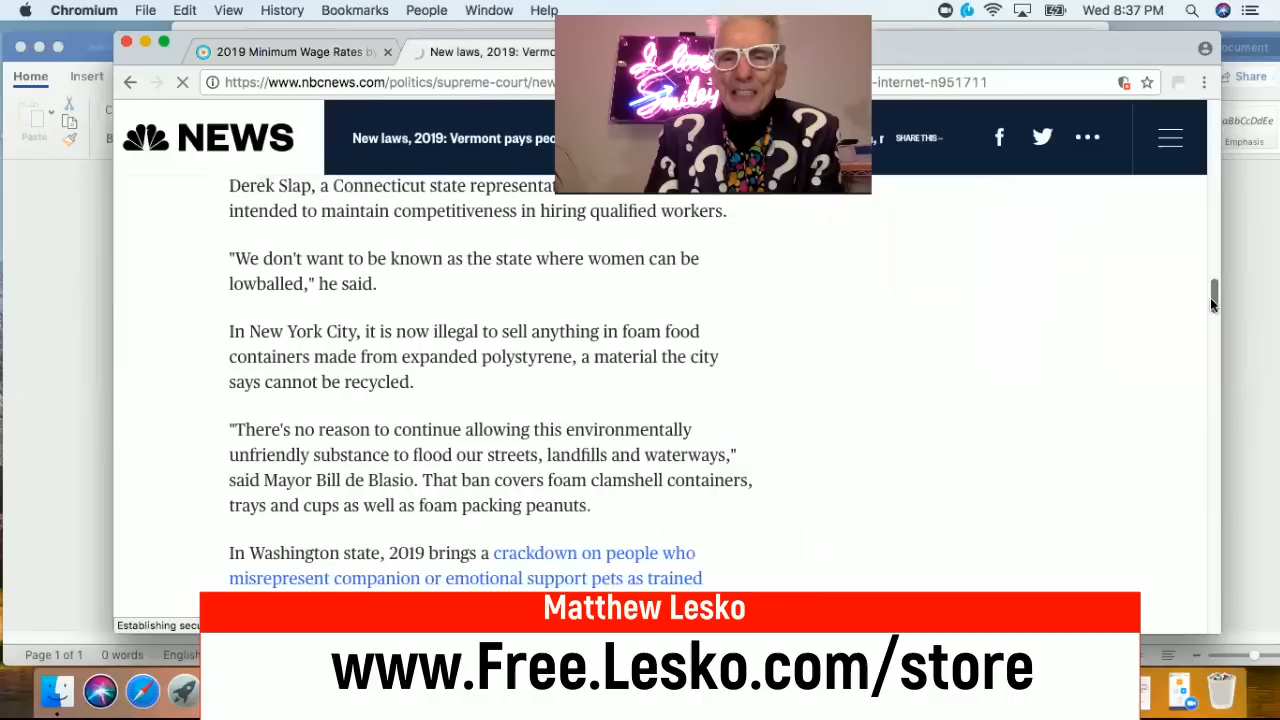 Chromium File Edit View History Bookmarks People Window Help
Wed 8:37 PM
2019 Minimum Wage Rates by
New laws, 2019: Vermo
https://www.nbcnews.com/politics/supreme-court/new
-internet-n951711
Home Insert
Paste
Share
Emphasis
NEWS
New laws, 2019: Vermont pays peo
SHARE THIS
I love
Smiley
? ? ?
Derek Slap, a Connecticut state representat
intended to maintain competitiveness in hiring qualified workers.
"We don't want to be known as the state where women can be
lowballed," he said.
In New York City, it is now illegal to sell anything in foam food
containers made from expanded polystyrene, a material the city
says cannot be recycled.
"There's no reason to continue allowing this environmentally
unfriendly substance to flood our streets, landfills and waterways,"
said Mayor Bill de Blasio. That ban covers foam clamshell containers,
trays and cups as well as foam packing peanuts.
In Washington state, 2019 brings a crackdown on people who
misrepresent companion or emotional support pets as trained
Establishing secu
Page 1 of 1 0 words English
Matthew Lesko
www.Free.Lesko.com/store